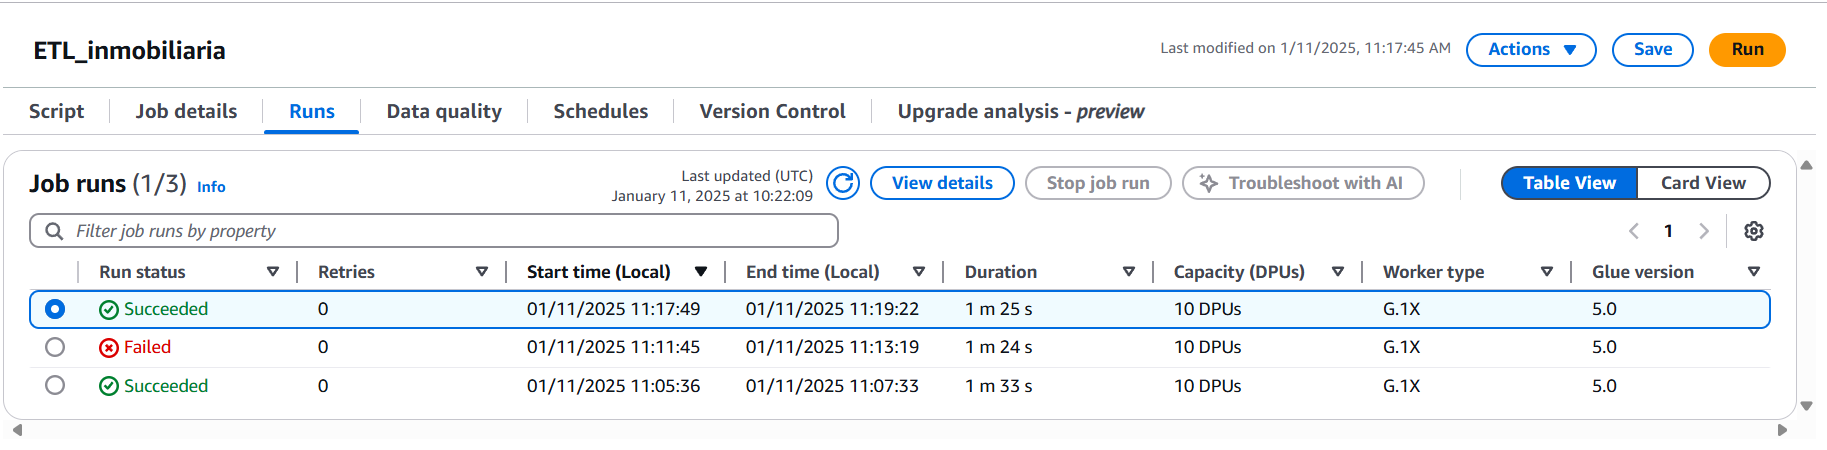 ETL_inmobiliaria
Last modified on 1/11/2025, 11:17:45 AM
Actions
Save
Run
Script
Job details
Runs
Data quality
Schedules
Version Control
Upgrade analysis - preview
Job runs (1/3) Info
Last updated (UTC)
January 11, 2025 at 10:22:09
View details
Stop job run
Troubleshoot with AI
Table View
Card View
Filter job runs by property
1
Run status Retries Start time (Local) End time (Local) Duration Capacity (DPUs) Worker type Glue version
Succeeded 0 01/11/2025 11:17:49 01/11/2025 11:19:22 1 m 25 s 10 DPUs G.1X 5.0
Failed 0 01/11/2025 11:11:45 01/11/2025 11:13:19 1 m 24 s 10 DPUs G.1X 5.0
Succeeded 0 01/11/2025 11:05:36 01/11/2025 11:07:33 1 m 33 s 10 DPUs G.1X 5.0